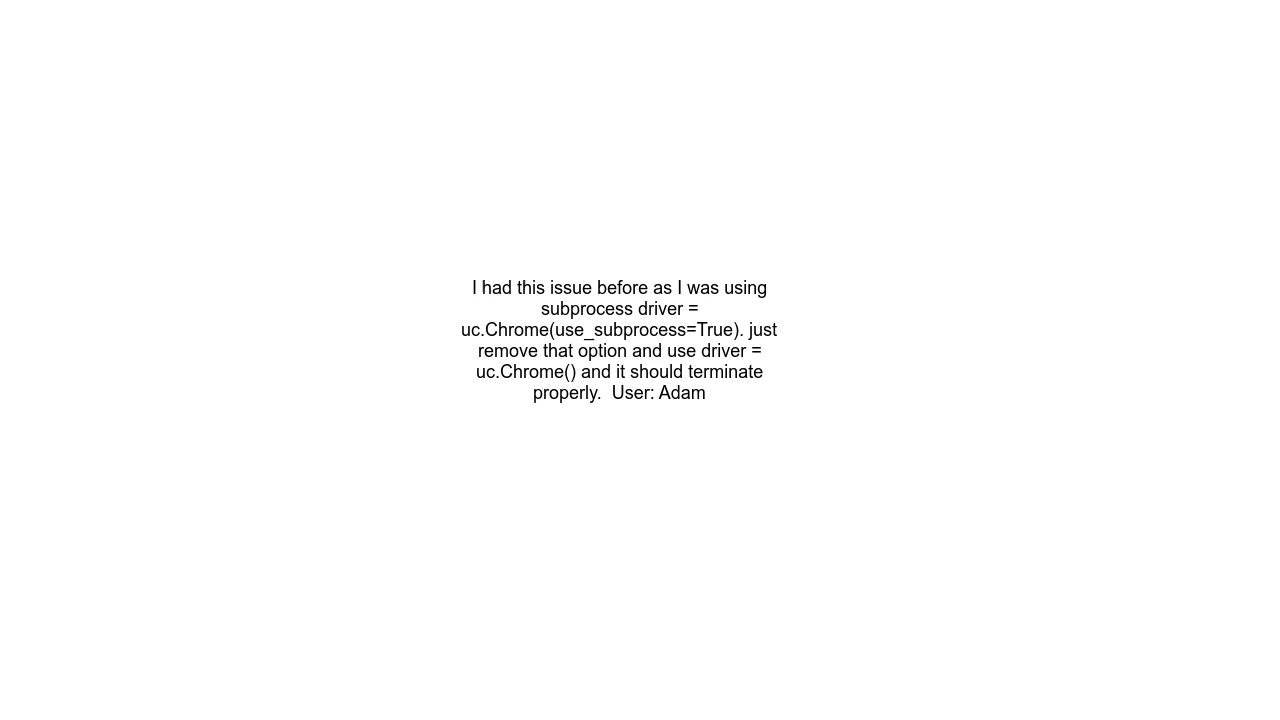 I had this issue before as I was using
subprocess driver =
uc.Chrome(use_subprocess=True). just
remove that option and use driver =
uc.Chrome() and it should terminate
properly.  User: Adam